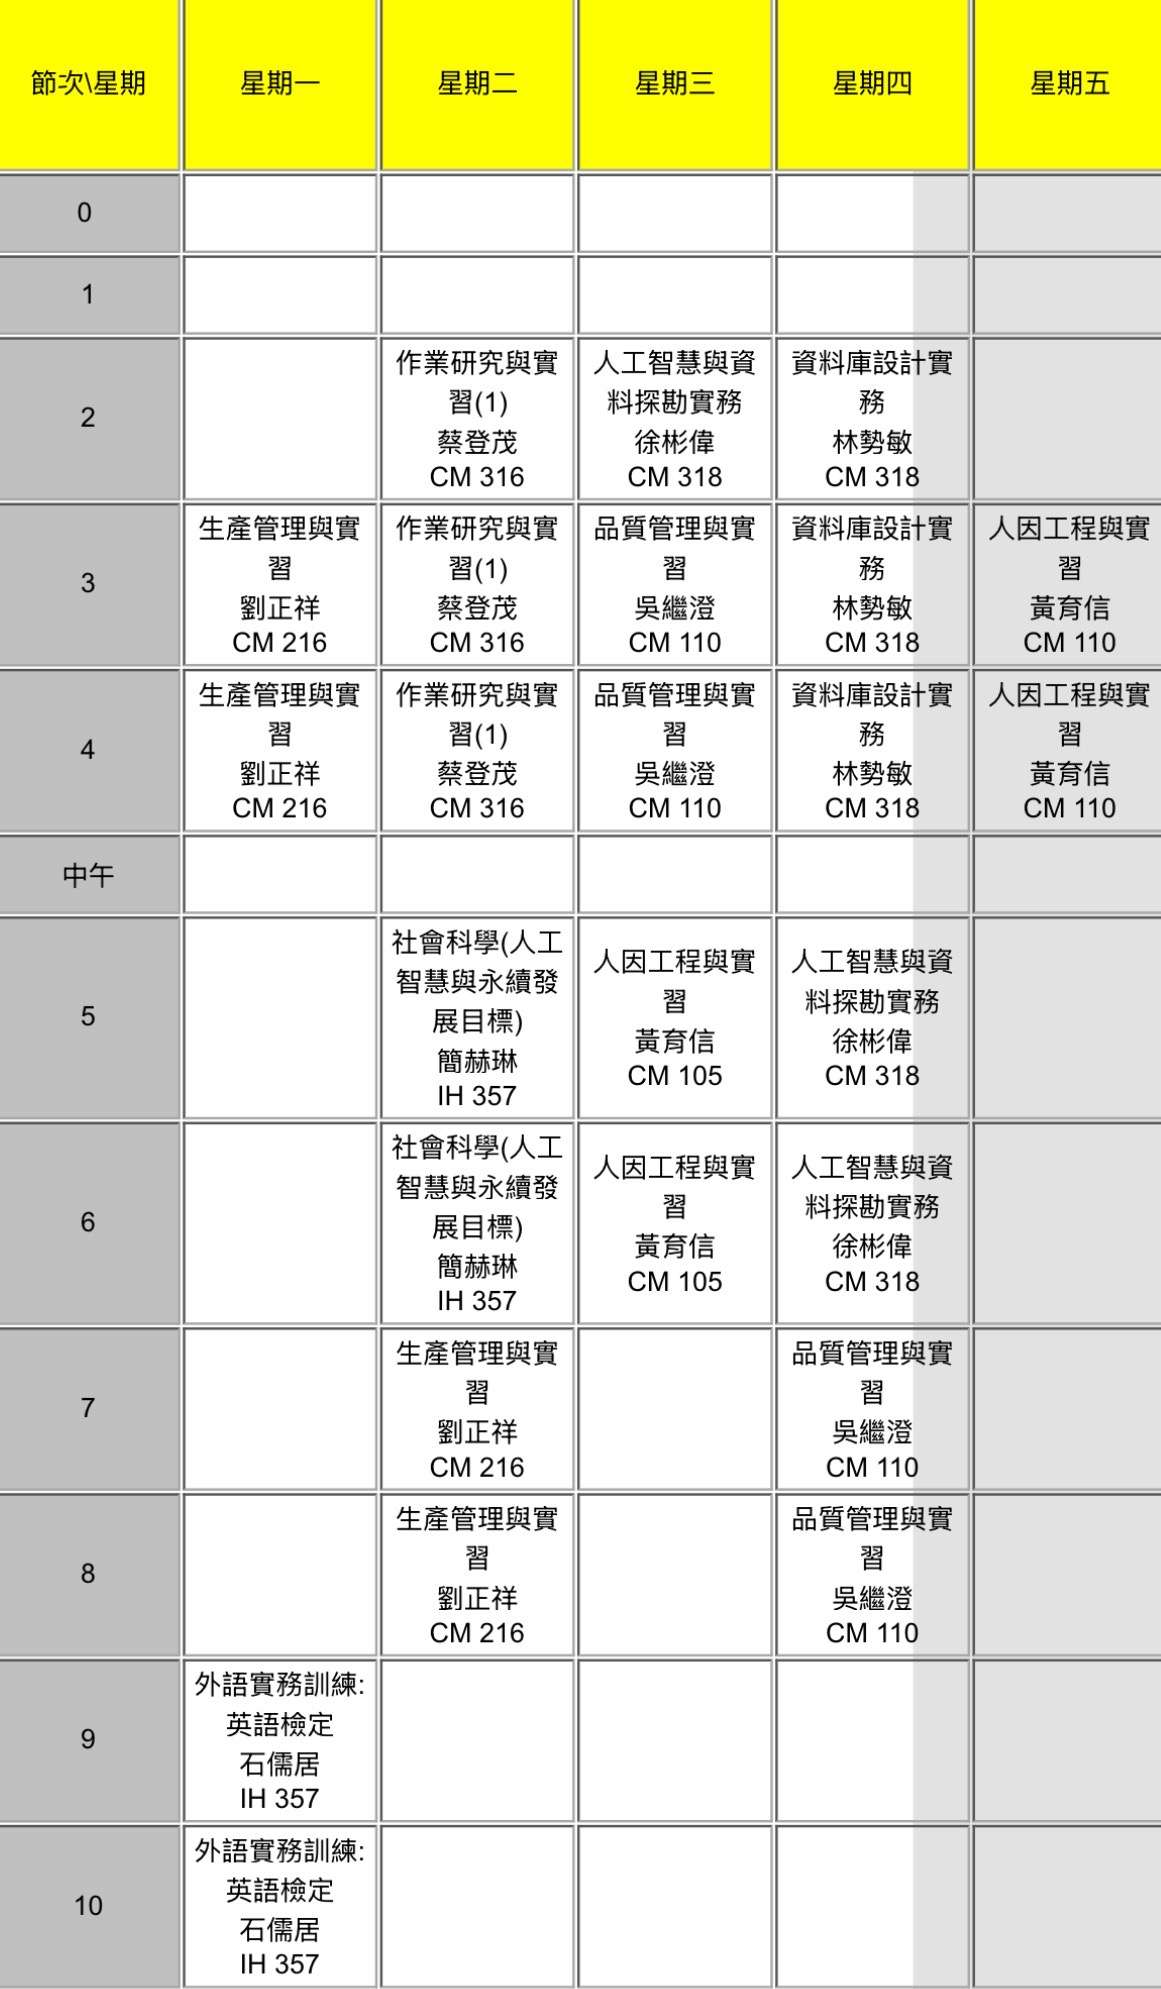 節次\星期 星期一 星期二 星期三 星期四 星期五
0
1
2
作業研究與實
習(1)
蔡登茂
CM 316
人工智慧與資
料探勘實務
徐彬偉
CM 318
資料庫設計實
務
林勢敏
CM 318
3
生產管理與實
習
劉正祥
CM 216
作業研究與實
習(1)
蔡登茂
CM 316
品質管理與實
習
吳繼澄
CM 110
資料庫設計實
務
林勢敏
CM 318
人因工程與實
習
黃育信
CM 110
4
生產管理與實
習
劉正祥
CM 216
作業研究與實
習(1)
蔡登茂
CM 316
品質管理與實
習
吳繼澄
CM 110
資料庫設計實
務
林勢敏
CM 318
人因工程與實
習
黃育信
CM 110
中午
5
社會科學(人工
智慧與永續發
展目標)
簡赫琳
IH 357
人因工程與實
習
黃育信
CM 105
人工智慧與資
料探勘實務
徐彬偉
CM 318
6
社會科學(人工
智慧與永續發
展目標)
簡赫琳
IH 357
人因工程與實
習
黃育信
CM 105
人工智慧與資
料探勘實務
徐彬偉
CM 318
7
生產管理與實
習
劉正祥
CM 216
品質管理與實
習
吳繼澄
CM 110
8
生產管理與實
習
劉正祥
CM 216
品質管理與實
習
吳繼澄
CM 110
9
外語實務訓練:
英語檢定
石儒居
IH 357
10
外語實務訓練:
英語檢定
石儒居
IH 357